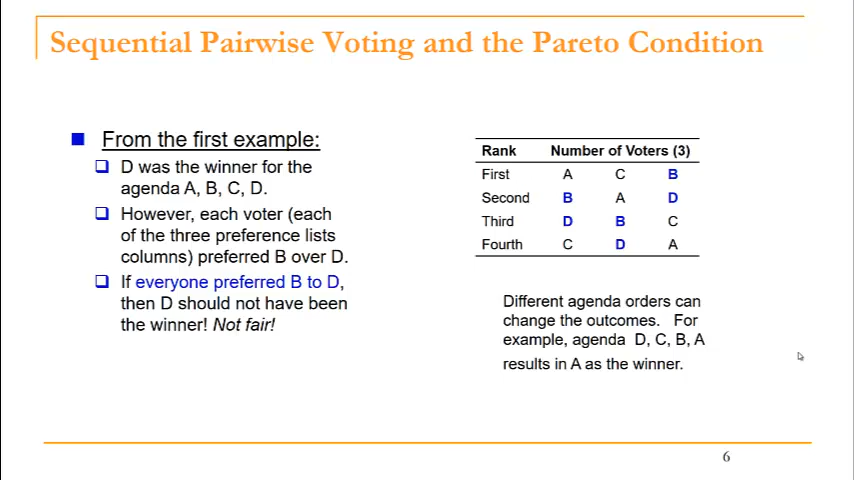 Sequential Pairwise Voting and the Pareto Condition
From the first example:
D was the winner for the
agenda A, B, C, D.
However, each voter (each
of the three preference lists
columns) preferred B over D.
If everyone preferred B to D,
then D should not have been
the winner! Not fair!
Rank Number of Voters (3)
First A C B
Second B A D
Third D B C
Fourth C D A
Different agenda orders can
change the outcomes. For
example, agenda D, C, B, A
results in A as the winner.
6